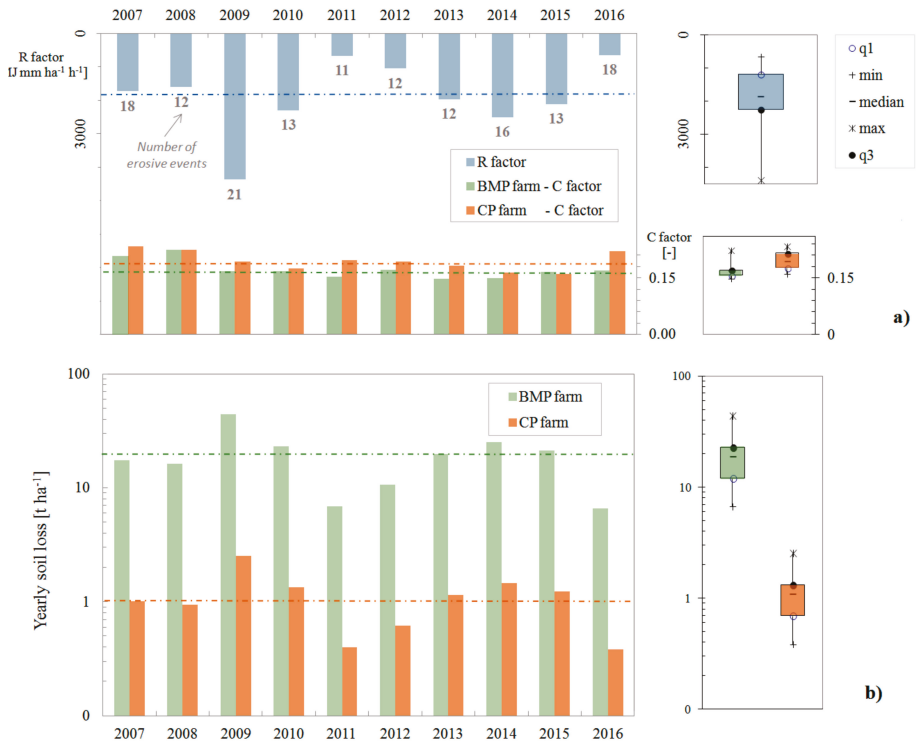 2007 2008 2009 2010 2011 2012 2013 2014 2015 2016
0
R factor
[J mm ha⁻¹ h⁻¹]
3000
18 12 21 13 11 12 12 16 13 18
Number of
erosive events
R factor
BMP farm - C factor
CP farm - C factor
C factor
[-]
0.15
0.00
0
3000
q1
min
median
max
q3
0.15
0
a)
Yearly soil loss [t ha⁻¹]
100
10
1
0
BMP farm
CP farm
2007 2008 2009 2010 2011 2012 2013 2014 2015 2016
100
10
1
0
b)